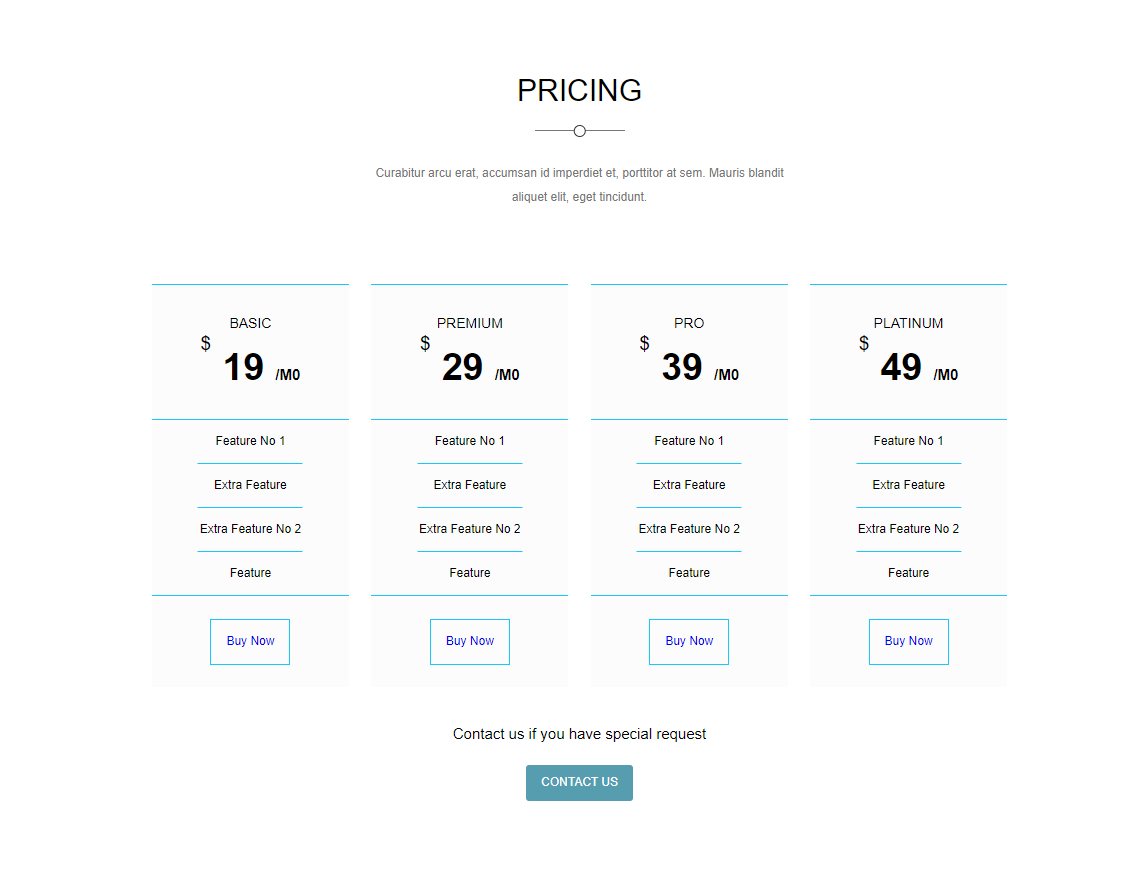 PRICING
Curabitur arcu erat, accumsan id imperdiet et, porttitor at sem. Mauris blandit
aliquet elit, eget tincidunt.
BASIC
$ 19 /M0
Feature No 1
Extra Feature
Extra Feature No 2
Feature
Buy Now
PREMIUM
$ 29 /M0
Feature No 1
Extra Feature
Extra Feature No 2
Feature
Buy Now
PRO
$ 39 /M0
Feature No 1
Extra Feature
Extra Feature No 2
Feature
Buy Now
PLATINUM
$ 49 /M0
Feature No 1
Extra Feature
Extra Feature No 2
Feature
Buy Now
Contact us if you have special request
CONTACT US